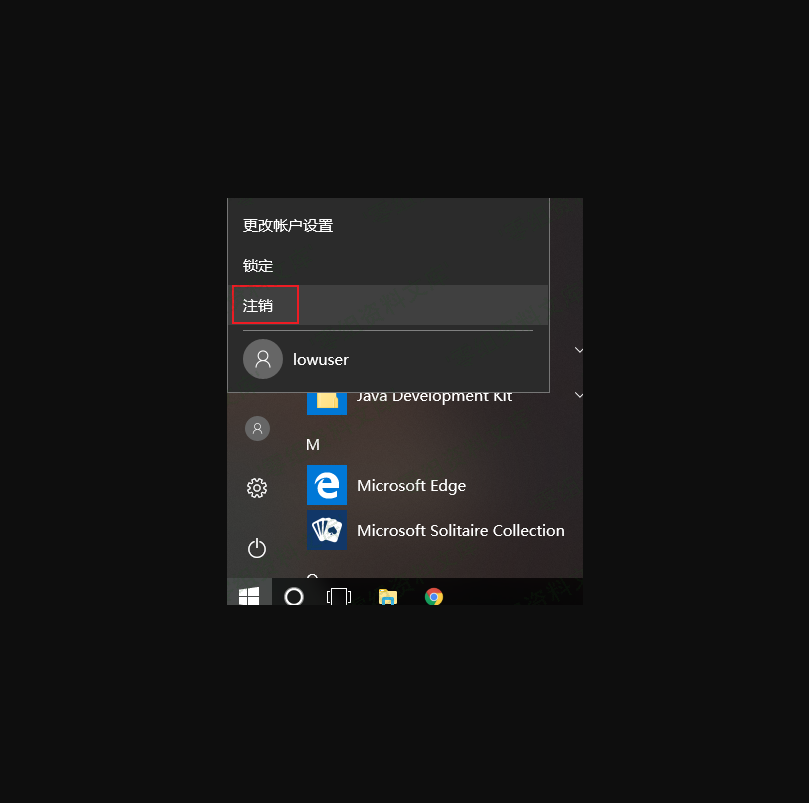 更改帐户设置
锁定
注销
lowuser
Java Development Kit
M
Microsoft Edge
Microsoft Solitaire Collection